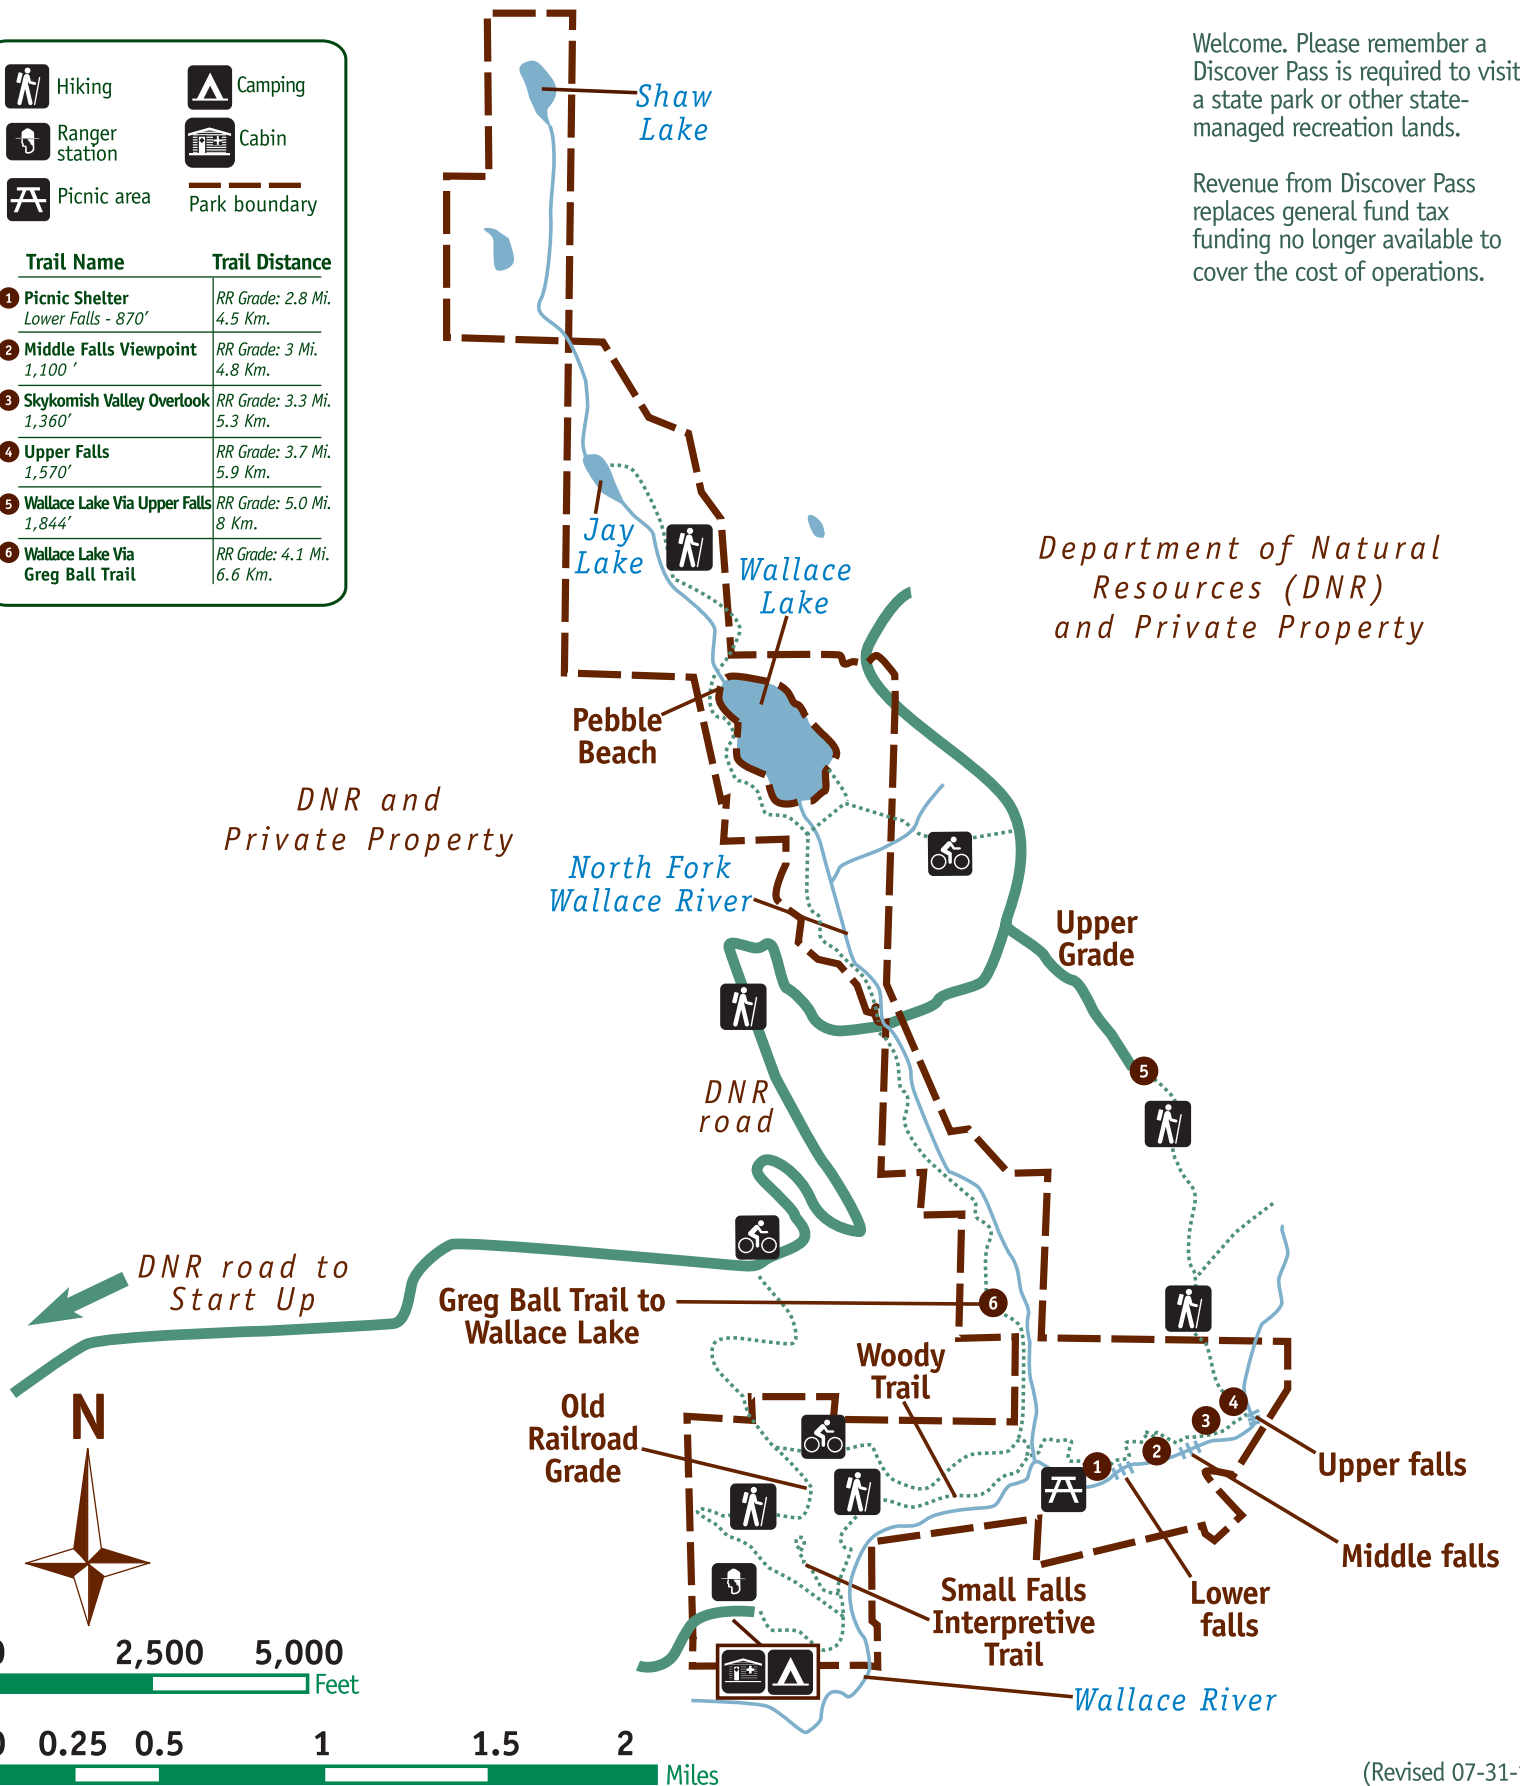 Welcome. Please remember a
Discover Pass is required to visit
a state park or other state-
managed recreation lands.
Revenue from Discover Pass
replaces general fund tax
funding no longer available to
cover the cost of operations.
Hiking
Camping
Ranger
station
Cabin
Picnic area
Park boundary
Trail Name Trail Distance
1 Picnic Shelter RR Grade: 2.8 Mi.
Lower Falls - 870′ 4.5 Km.
2 Middle Falls Viewpoint RR Grade: 3 Mi.
1,100 ′ 4.8 Km.
3 Skykomish Valley Overlook RR Grade: 3.3 Mi.
1,360′ 5.3 Km.
4 Upper Falls RR Grade: 3.7 Mi.
1,570′ 5.9 Km.
5 Wallace Lake Via Upper Falls RR Grade: 5.0 Mi.
1,844′ 8 Km.
6 Wallace Lake Via RR Grade: 4.1 Mi.
Greg Ball Trail 6.6 Km.
Shaw
Lake
Jay
Lake
Wallace
Lake
Department of Natural
Resources (DNR)
and Private Property
Pebble
Beach
DNR and
Private Property
North Fork
Wallace River
Upper
Grade
DNR
road
5
DNR road to
Start Up
Greg Ball Trail to
Wallace Lake
6
Woody
Trail
Old
Railroad
Grade
4
3
2
1
Upper falls
Middle falls
Lower
falls
Small Falls
Interpretive
Trail
Wallace River
N
0 2,500 5,000
Feet
0 0.25 0.5 1 1.5 2
Miles
(Revised 07-31-